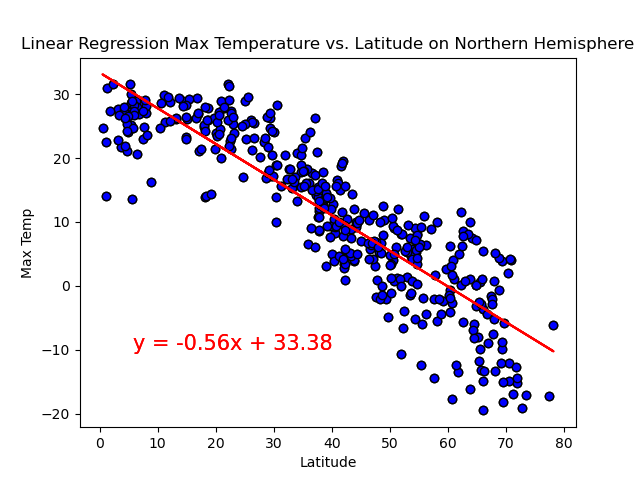 Linear Regression Max Temperature vs. Latitude on Northern Hemisphere
30
20
10
0
−10
−20
Max Temp
y = -0.56x + 33.38
0 10 20 30 40 50 60 70 80
Latitude